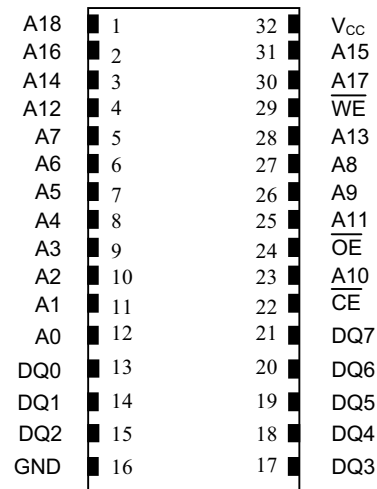 A18 1 32 VCC
A16 2 31 A15
A14 3 30 A17
A12 4 29 W̅E̅
A7 5 28 A13
A6 6 27 A8
A5 7 26 A9
A4 8 25 A11
A3 9 24 O̅E̅
A2 10 23 A10
A1 11 22 C̅E̅
A0 12 21 DQ7
DQ0 13 20 DQ6
DQ1 14 19 DQ5
DQ2 15 18 DQ4
GND 16 17 DQ3